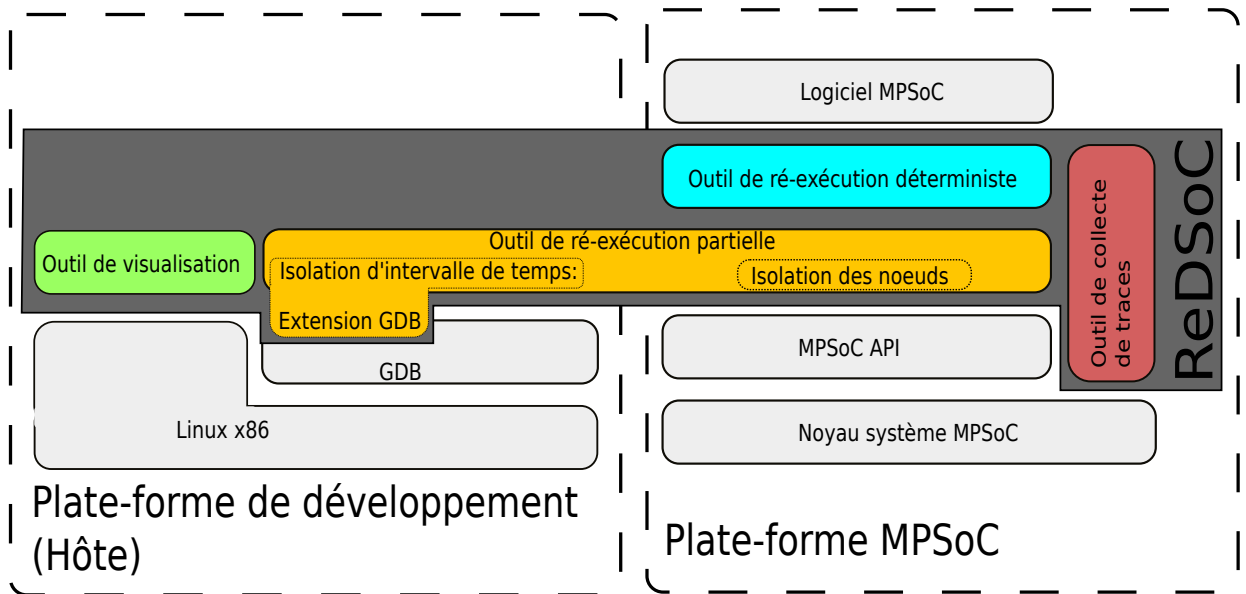 Logiciel MPSoC
Outil de ré-exécution déterministe
Outil de ré-exécution partielle
Outil de visualisation
Isolation d'intervalle de temps:
Isolation des noeuds
Extension GDB
Outil de collecte
de traces
ReDSoC
MPSoC API
GDB
Linux x86
Noyau système MPSoC
Plate-forme de développement
(Hôte)
Plate-forme MPSoC